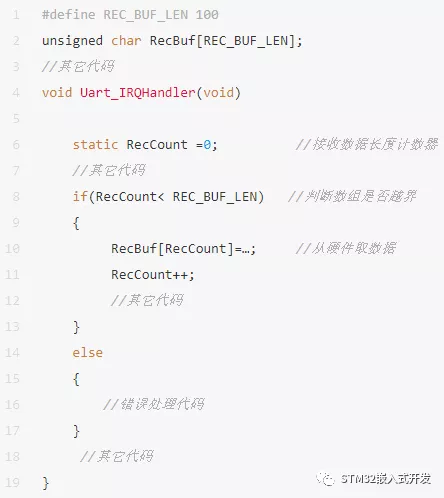 1 #define REC_BUF_LEN 100
2 unsigned char RecBuf[REC_BUF_LEN];
3 //其它代码
4 void Uart_IRQHandler(void)
5
6 static RecCount =0; //接收数据长度计数器
7 //其它代码
8 if(RecCount< REC_BUF_LEN) //判断数组是否越界
9 {
10 RecBuf[RecCount]=…; //从硬件取数据
11 RecCount++;
12 //其它代码
13 }
14 else
15 {
16 //错误处理代码
17 }
18 //其它代码
19 }
STM32嵌入式开发